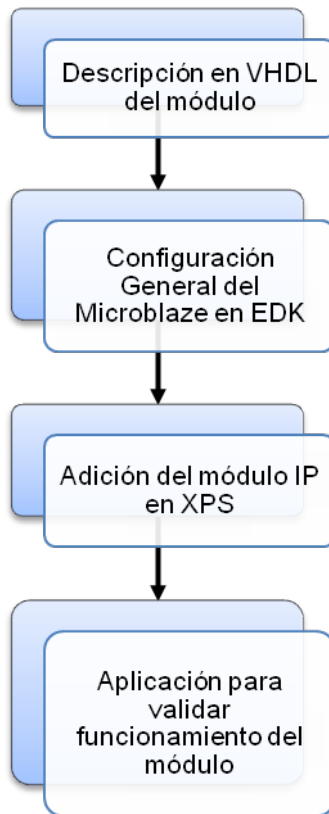 Descripción en VHDL
del módulo
Configuración
General del
Microblaze en EDK
Adición del módulo IP
en XPS
Aplicación para
validar
funcionamiento del
módulo